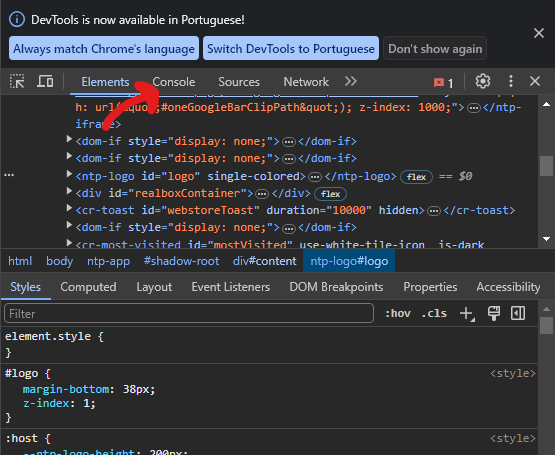 DevTools is now available in Portuguese!
Always match Chrome's language Switch DevTools to Portuguese Don't show again
Elements Console Sources Network 1
h: url(&quot;#oneGoogleBarClipPath&quot;); z-index: 1000;">…</ntp-
iframe>
<dom-if style="display: none;">…</dom-if>
<dom-if style="display: none;">…</dom-if>
… <ntp-logo id="logo" single-colored>…</ntp-logo> flex == $0
<div id="realboxContainer">…</div> flex
<cr-toast id="webstoreToast" duration="10000" hidden>…</cr-toast>
<dom-if style="display: none;">…</dom-if>
<cr-most-visited id="mostVisited" use-white-tile-icon_ is-dark
html body ntp-app #shadow-root div#content ntp-logo#logo
Styles Computed Layout Event Listeners DOM Breakpoints Properties Accessibility
Filter :hov .cls
element.style {
}
#logo { <style>
margin-bottom: 38px;
z-index: 1;
}
:host { <style>
--ntp-logo-height: 200px;